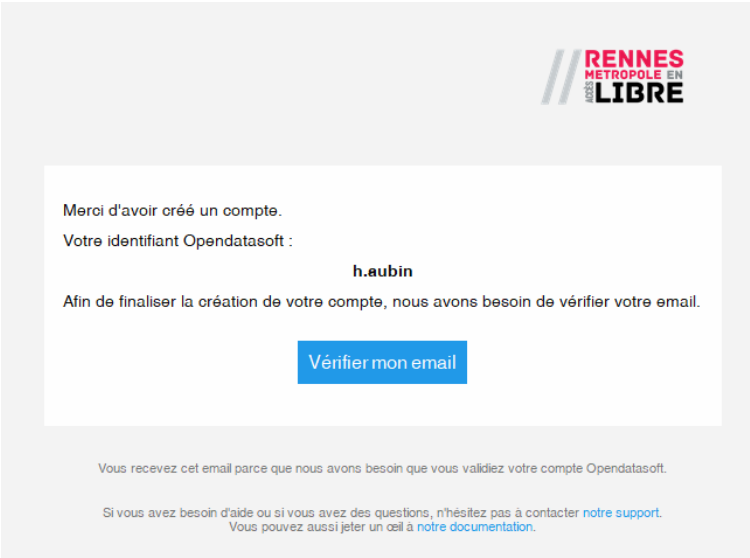 RENNES
METROPOLE EN
ACCÈS
LIBRE
Merci d'avoir créé un compte.
Votre identifiant Opendatasoft :
h.aubin
Afin de finaliser la création de votre compte, nous avons besoin de vérifier votre email.
Vérifier mon email
Vous recevez cet email parce que nous avons besoin que vous validiez votre compte Opendatasoft.
Si vous avez besoin d'aide ou si vous avez des questions, n'hésitez pas à contacter notre support.
Vous pouvez aussi jeter un œil à notre documentation.